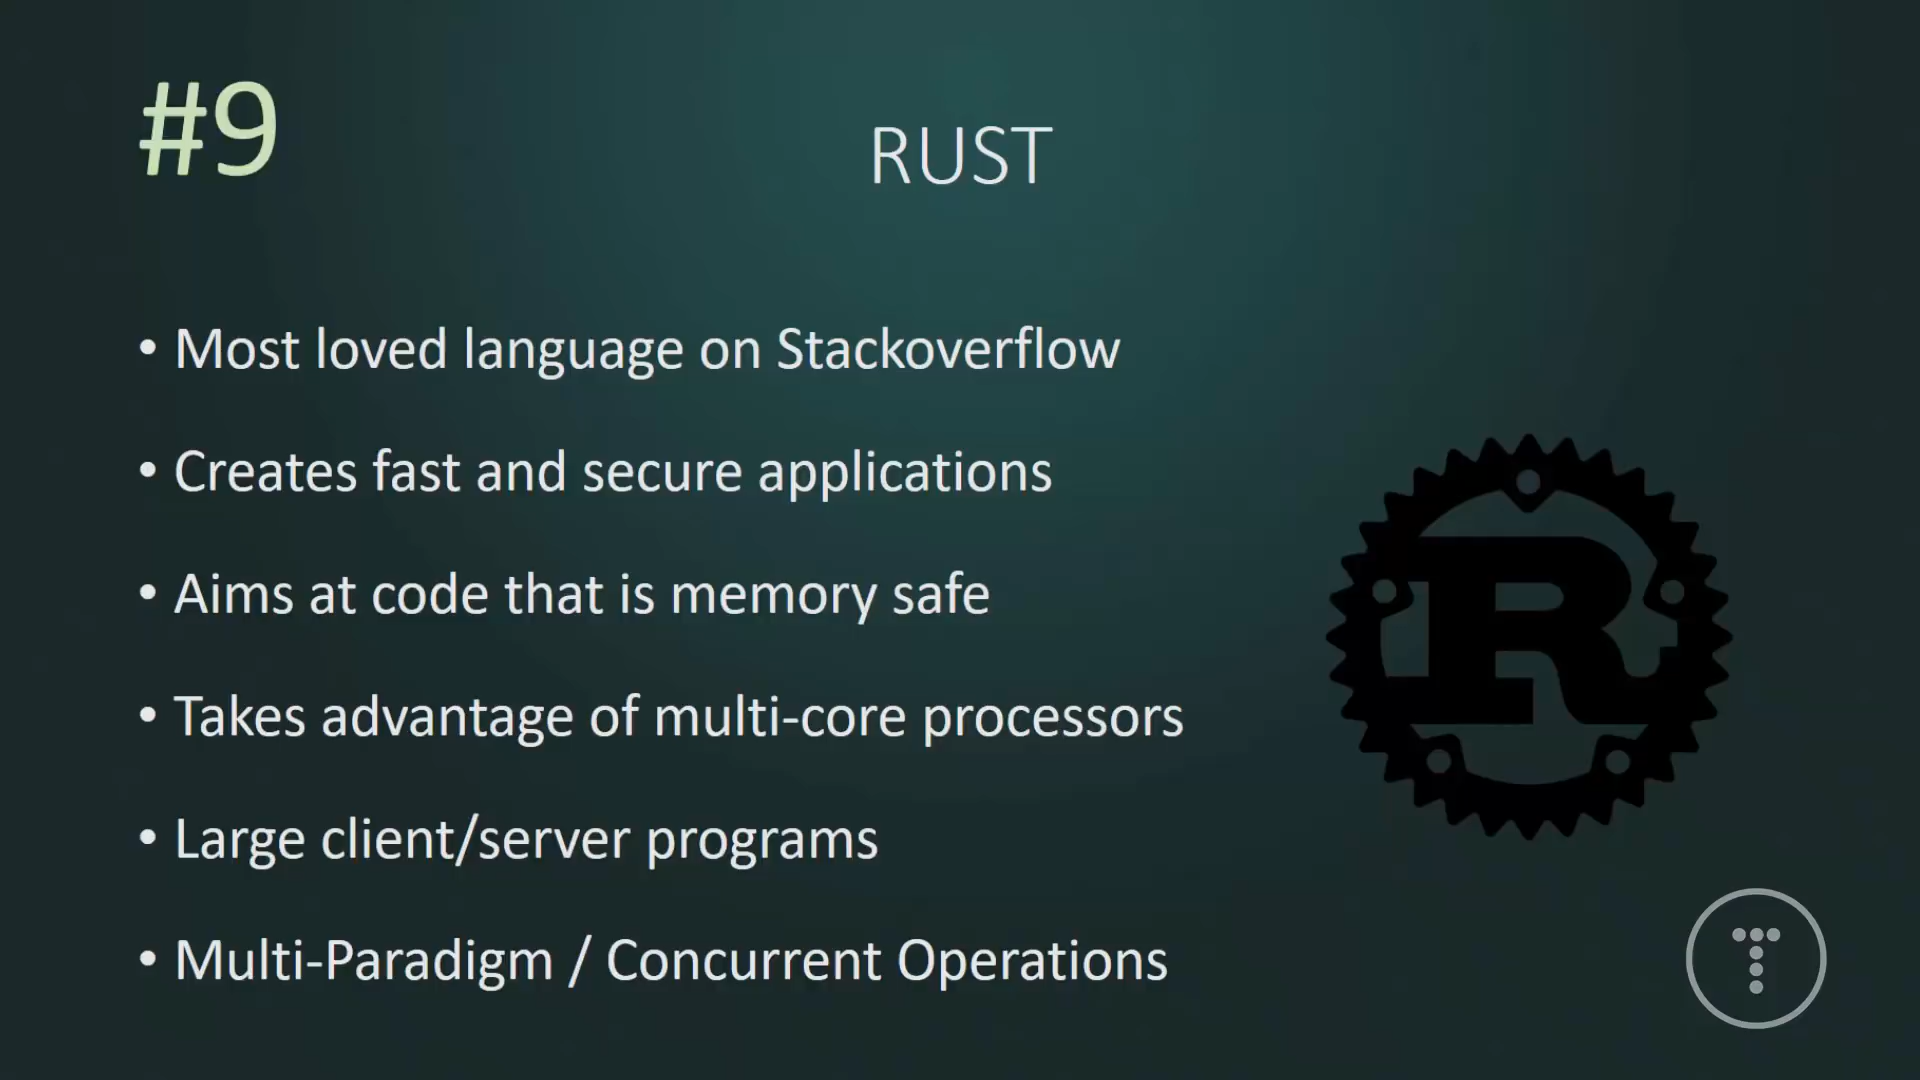 #9
RUST
• Most loved language on Stackoverflow
• Creates fast and secure applications
• Aims at code that is memory safe
• Takes advantage of multi-core processors
• Large client/server programs
• Multi-Paradigm / Concurrent Operations
R
T